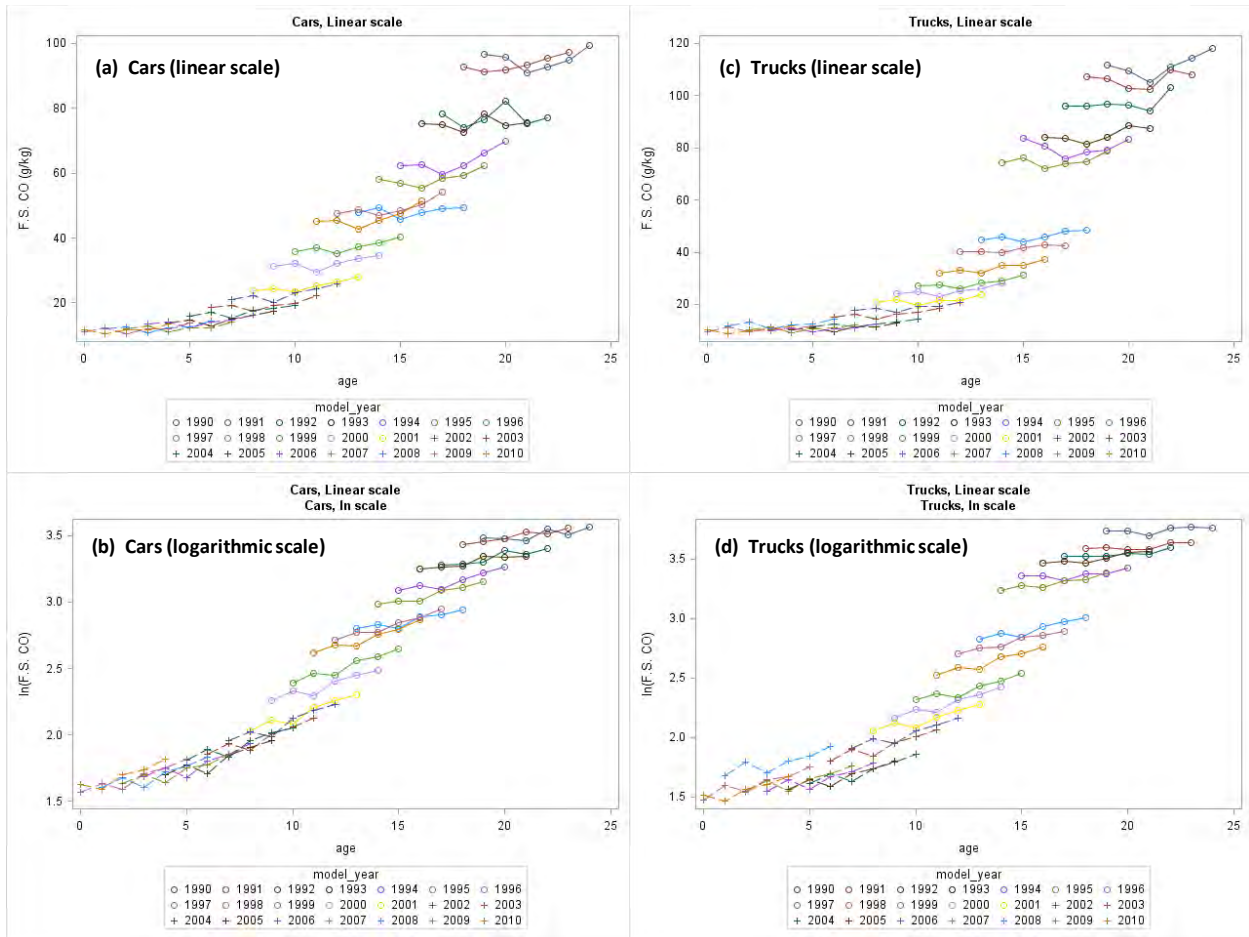 Cars, Linear scale
(a) Cars (linear scale)
100
80
60
40
20
F.S. CO (g/kg)
0 5 10 15 20 25
age
model_year
1990 1991 1992 1993 1994 1995 1996
1997 1998 1999 2000 2001 2002 2003
2004 2005 2006 2007 2008 2009 2010
Trucks, Linear scale
(c) Trucks (linear scale)
120
100
80
60
40
20
F.S. CO (g/kg)
0 5 10 15 20 25
age
model_year
1990 1991 1992 1993 1994 1995 1996
1997 1998 1999 2000 2001 2002 2003
2004 2005 2006 2007 2008 2009 2010
Cars, Linear scale
Cars, ln scale
(b) Cars (logarithmic scale)
3.5
3.0
2.5
2.0
1.5
ln(F.S. CO)
0 5 10 15 20 25
age
model_year
1990 1991 1992 1993 1994 1995 1996
1997 1998 1999 2000 2001 2002 2003
2004 2005 2006 2007 2008 2009 2010
Trucks, Linear scale
Trucks, ln scale
(d) Trucks (logarithmic scale)
3.5
3.0
2.5
2.0
1.5
ln(F.S. CO)
0 5 10 15 20 25
age
model_year
1990 1991 1992 1993 1994 1995 1996
1997 1998 1999 2000 2001 2002 2003
2004 2005 2006 2007 2008 2009 2010